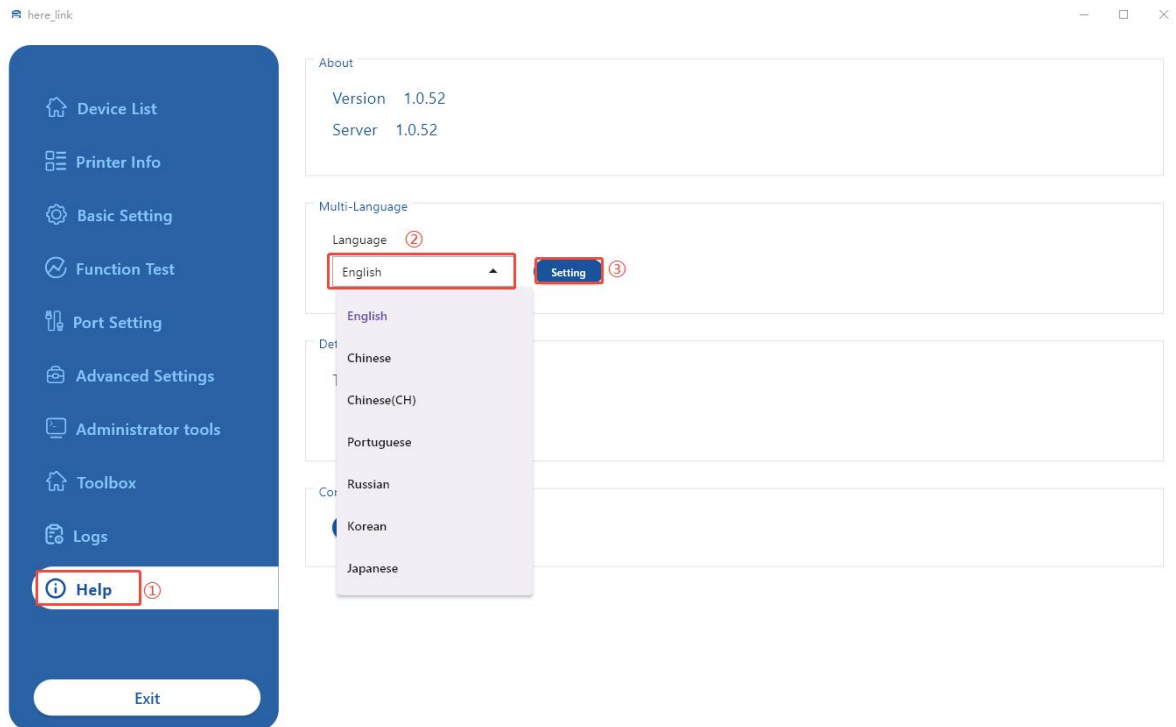 here_link
Device List
Printer Info
Basic Setting
Function Test
Port Setting
Advanced Settings
Administrator tools
Toolbox
Logs
Help ①
Exit
About
Version 1.0.52
Server 1.0.52
Multi-Language
Language ②
English
Setting ③
English
Chinese
Chinese(CH)
Portuguese
Russian
Korean
Japanese